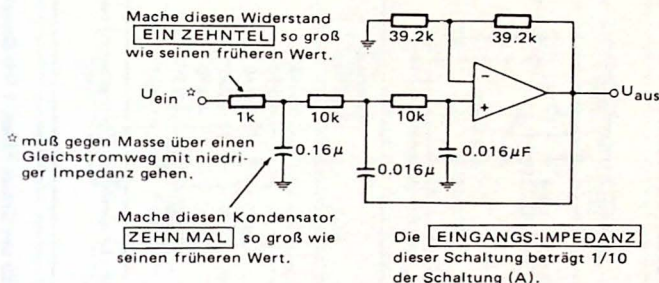 Mache diesen Widerstand
EIN ZEHNTEL so groß
wie seinen früheren Wert.
39.2k
39.2k
U ein ☆
1k
10k
10k
−
+
U aus
☆ muß gegen Masse über einen
Gleichstromweg mit niedri-
ger Impedanz gehen.
0.16µ
0.016µ
0.016µF
Mache diesen Kondensator
ZEHN MAL so groß wie
seinen früheren Wert.
Die EINGANGS-IMPEDANZ
dieser Schaltung beträgt 1/10
der Schaltung (A).